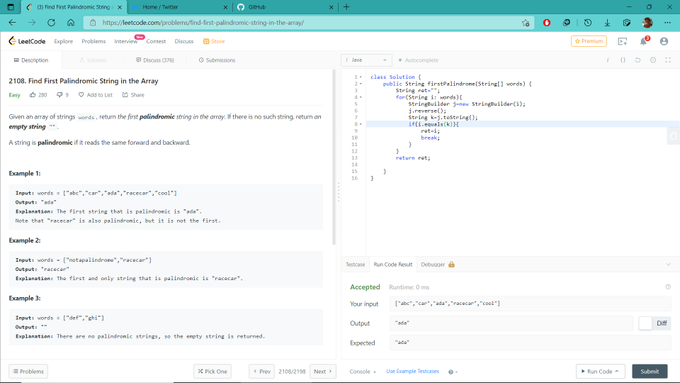 (3) Find First Palindromic String
Home / Twitter
GitHub
https://leetcode.com/problems/find-first-palindromic-string-in-the-array/
LeetCode
Explore
Problems
Interview
New
Contest
Discuss
Store
Premium
Description
Solution
Discuss (376)
Submissions
2108. Find First Palindromic String in the Array
Easy
280
9
Add to List
Share
Given an array of strings words, return the first palindromic string in the array. If there is no such string, return an
empty string "".
A string is palindromic if it reads the same forward and backward.
Example 1:
Input: words = ["abc","car","ada","racecar","cool"]
Output: "ada"
Explanation: The first string that is palindromic is "ada".
Note that "racecar" is also palindromic, but it is not the first.
Example 2:
Input: words = ["notapalindrome","racecar"]
Output: "racecar"
Explanation: The first and only string that is palindromic is "racecar".
Example 3:
Input: words = ["def","ghi"]
Output: ""
Explanation: There are no palindromic strings, so the empty string is returned.
Problems
Pick One
Prev
2108/2198
Next
Java
Autocomplete
1 class Solution {
2 public String firstPalindrome(String[] words) {
3 String ret="";
4 for(String i: words){
5 StringBuilder j=new StringBuilder(i);
6 j.reverse();
7 String k=j.toString();
8 if(i.equals(k)){
9 ret=i;
10 break;
11 }
12 }
13 return ret;
14
15 }
16 }
Testcase
Run Code Result
Debugger
Accepted
Runtime: 0 ms
Your input
["abc","car","ada","racecar","cool"]
Output
"ada"
Diff
Expected
"ada"
Console
Use Example Testcases
Run Code
Submit